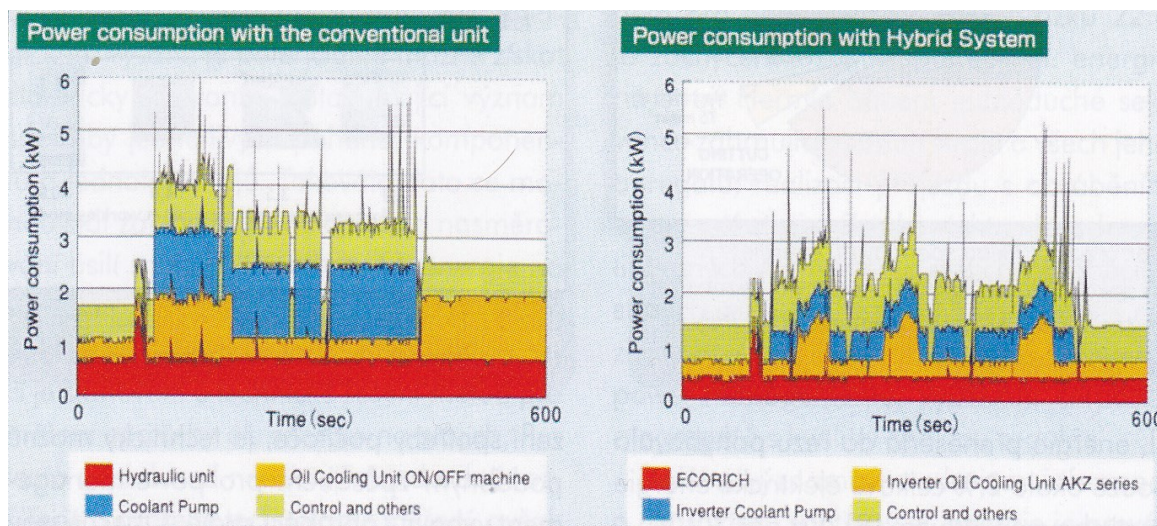 Power consumption with the conventional unit
Power consumption (kW)
6
5
4
3
2
1
0
0
Time (sec)
600
Hydraulic unit
Oil Cooling Unit ON/OFF machine
Coolant Pump
Control and others
Power consumption with Hybrid System
Power consumption (kW)
6
5
4
3
2
1
0
0
Time (sec)
600
ECORICH
Inverter Oil Cooling Unit AKZ series
Inverter Coolant Pump
Control and others